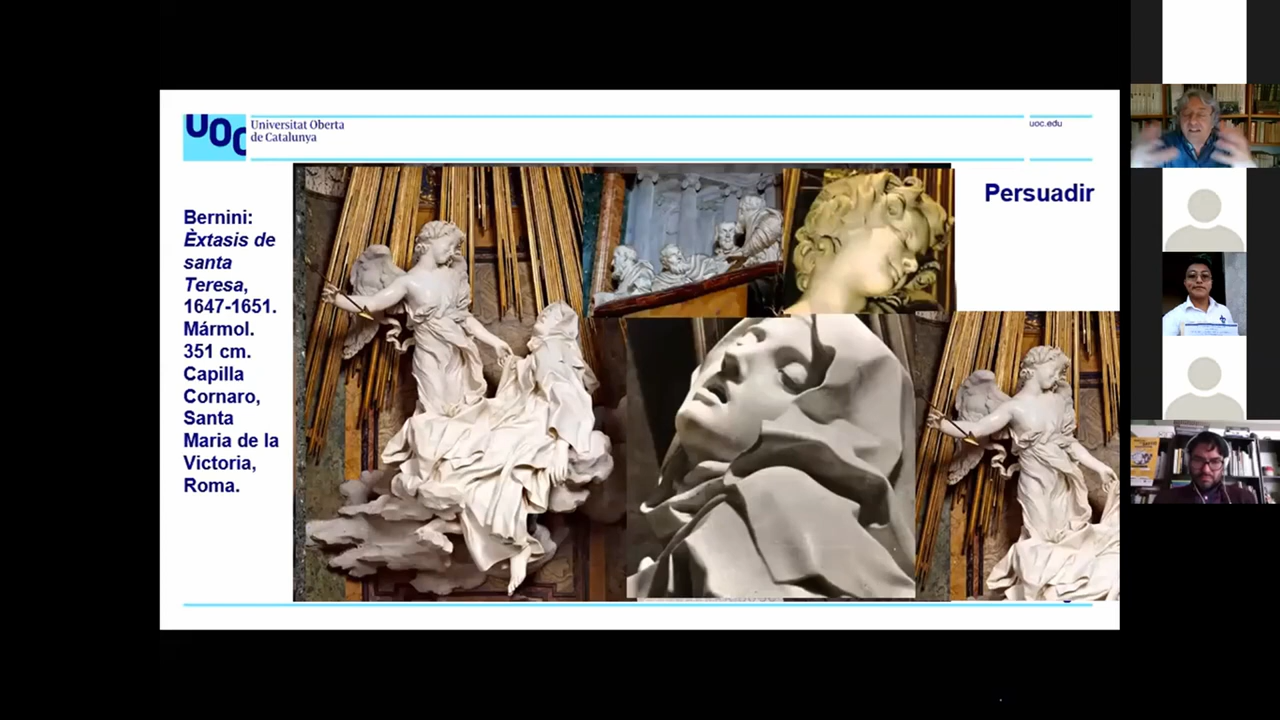 UOC
Universitat Oberta
de Catalunya
uoc.edu
Persuadir
Bernini:
Èxtasis de
santa
Teresa,
1647-1651.
Mármol.
351 cm.
Capilla
Cornaro,
Santa
Maria de la
Victoria,
Roma.